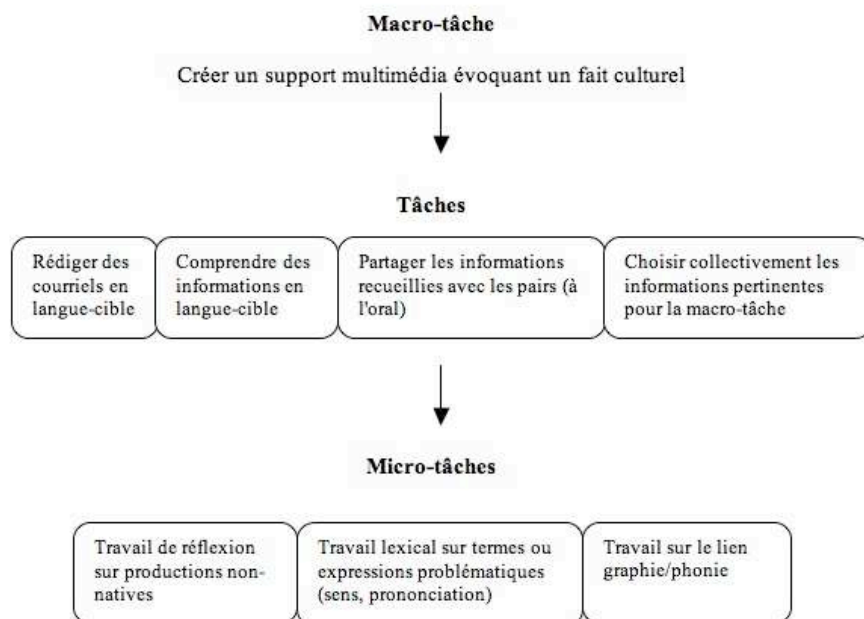 Macro-tâche
Créer un support multimédia évoquant un fait culturel
Tâches
Rédiger des
courriels en
langue-cible
Comprendre des
informations en
langue-cible
Partager les informations
recueillies avec les pairs (à
l'oral)
Choisir collectivement les
informations pertinentes
pour la macro-tâche
Micro-tâches
Travail de réflexion
sur productions non-
natives
Travail lexical sur termes ou
expressions problématiques
(sens, prononciation)
Travail sur le lien
graphie/phonie